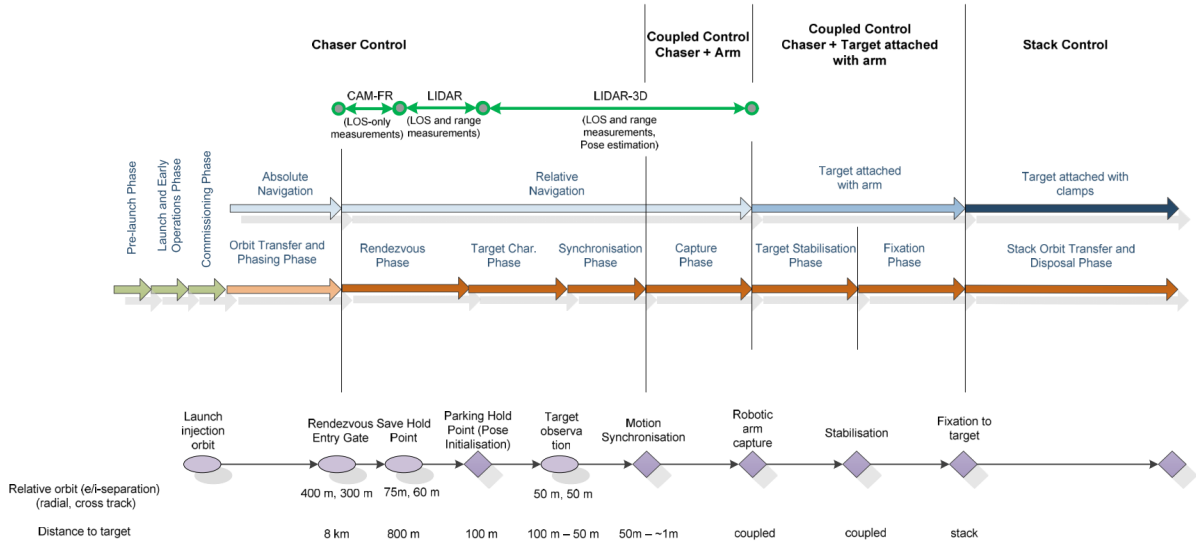 Chaser Control
Coupled Control
Chaser + Arm
Coupled Control
Chaser + Target attached
with arm
Stack Control
CAM-FR
(LOS-only
measurements)
LIDAR
(LOS and range
measurements)
LIDAR-3D
(LOS and range
measurements,
Pose estimation)
Pre-launch Phase
Launch and Early
Operations Phase
Commissioning Phase
Absolute
Navigation
Relative
Navigation
Target attached
with arm
Target attached with
clamps
Orbit Transfer and
Phasing Phase
Rendezvous
Phase
Target Char.
Phase
Synchronisation
Phase
Capture
Phase
Target Stabilisation
Phase
Fixation
Phase
Stack Orbit Transfer and
Disposal Phase
Launch
injection
orbit
Rendezvous
Entry Gate
Save Hold
Point
Parking Hold
Point (Pose
Initialisation)
Target
observa
tion
Motion
Synchronisation
Robotic
arm
capture
Stabilisation
Fixation to
target
Relative orbit (e/i-separation)
(radial, cross track)
400 m, 300 m
75m, 60 m
50 m, 50 m
Distance to target
8 km
800 m
100 m
100 m – 50 m
50m – ~1m
coupled
coupled
stack